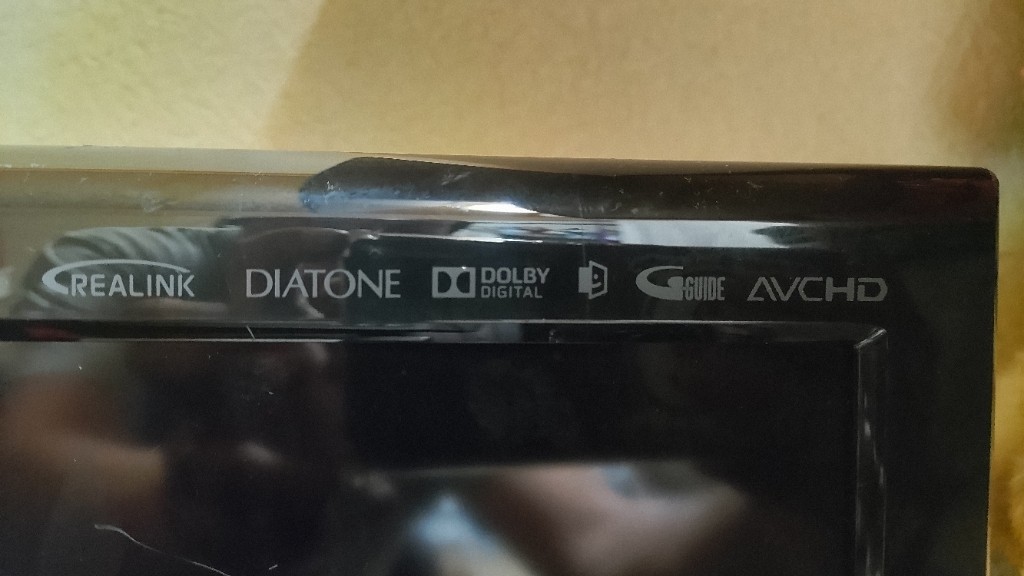 REALINK DIATONE DOLBY DIGITAL G GUIDE AVCHD